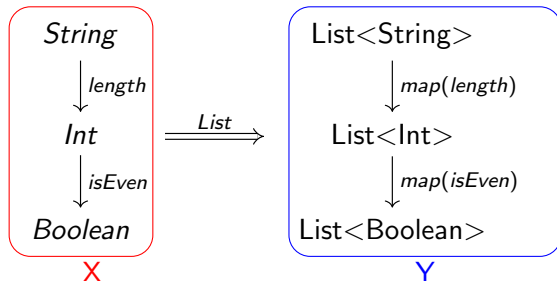 String
List<String>
length
map(length)
List
Int
List<Int>
isEven
map(isEven)
Boolean
List<Boolean>
X
Y